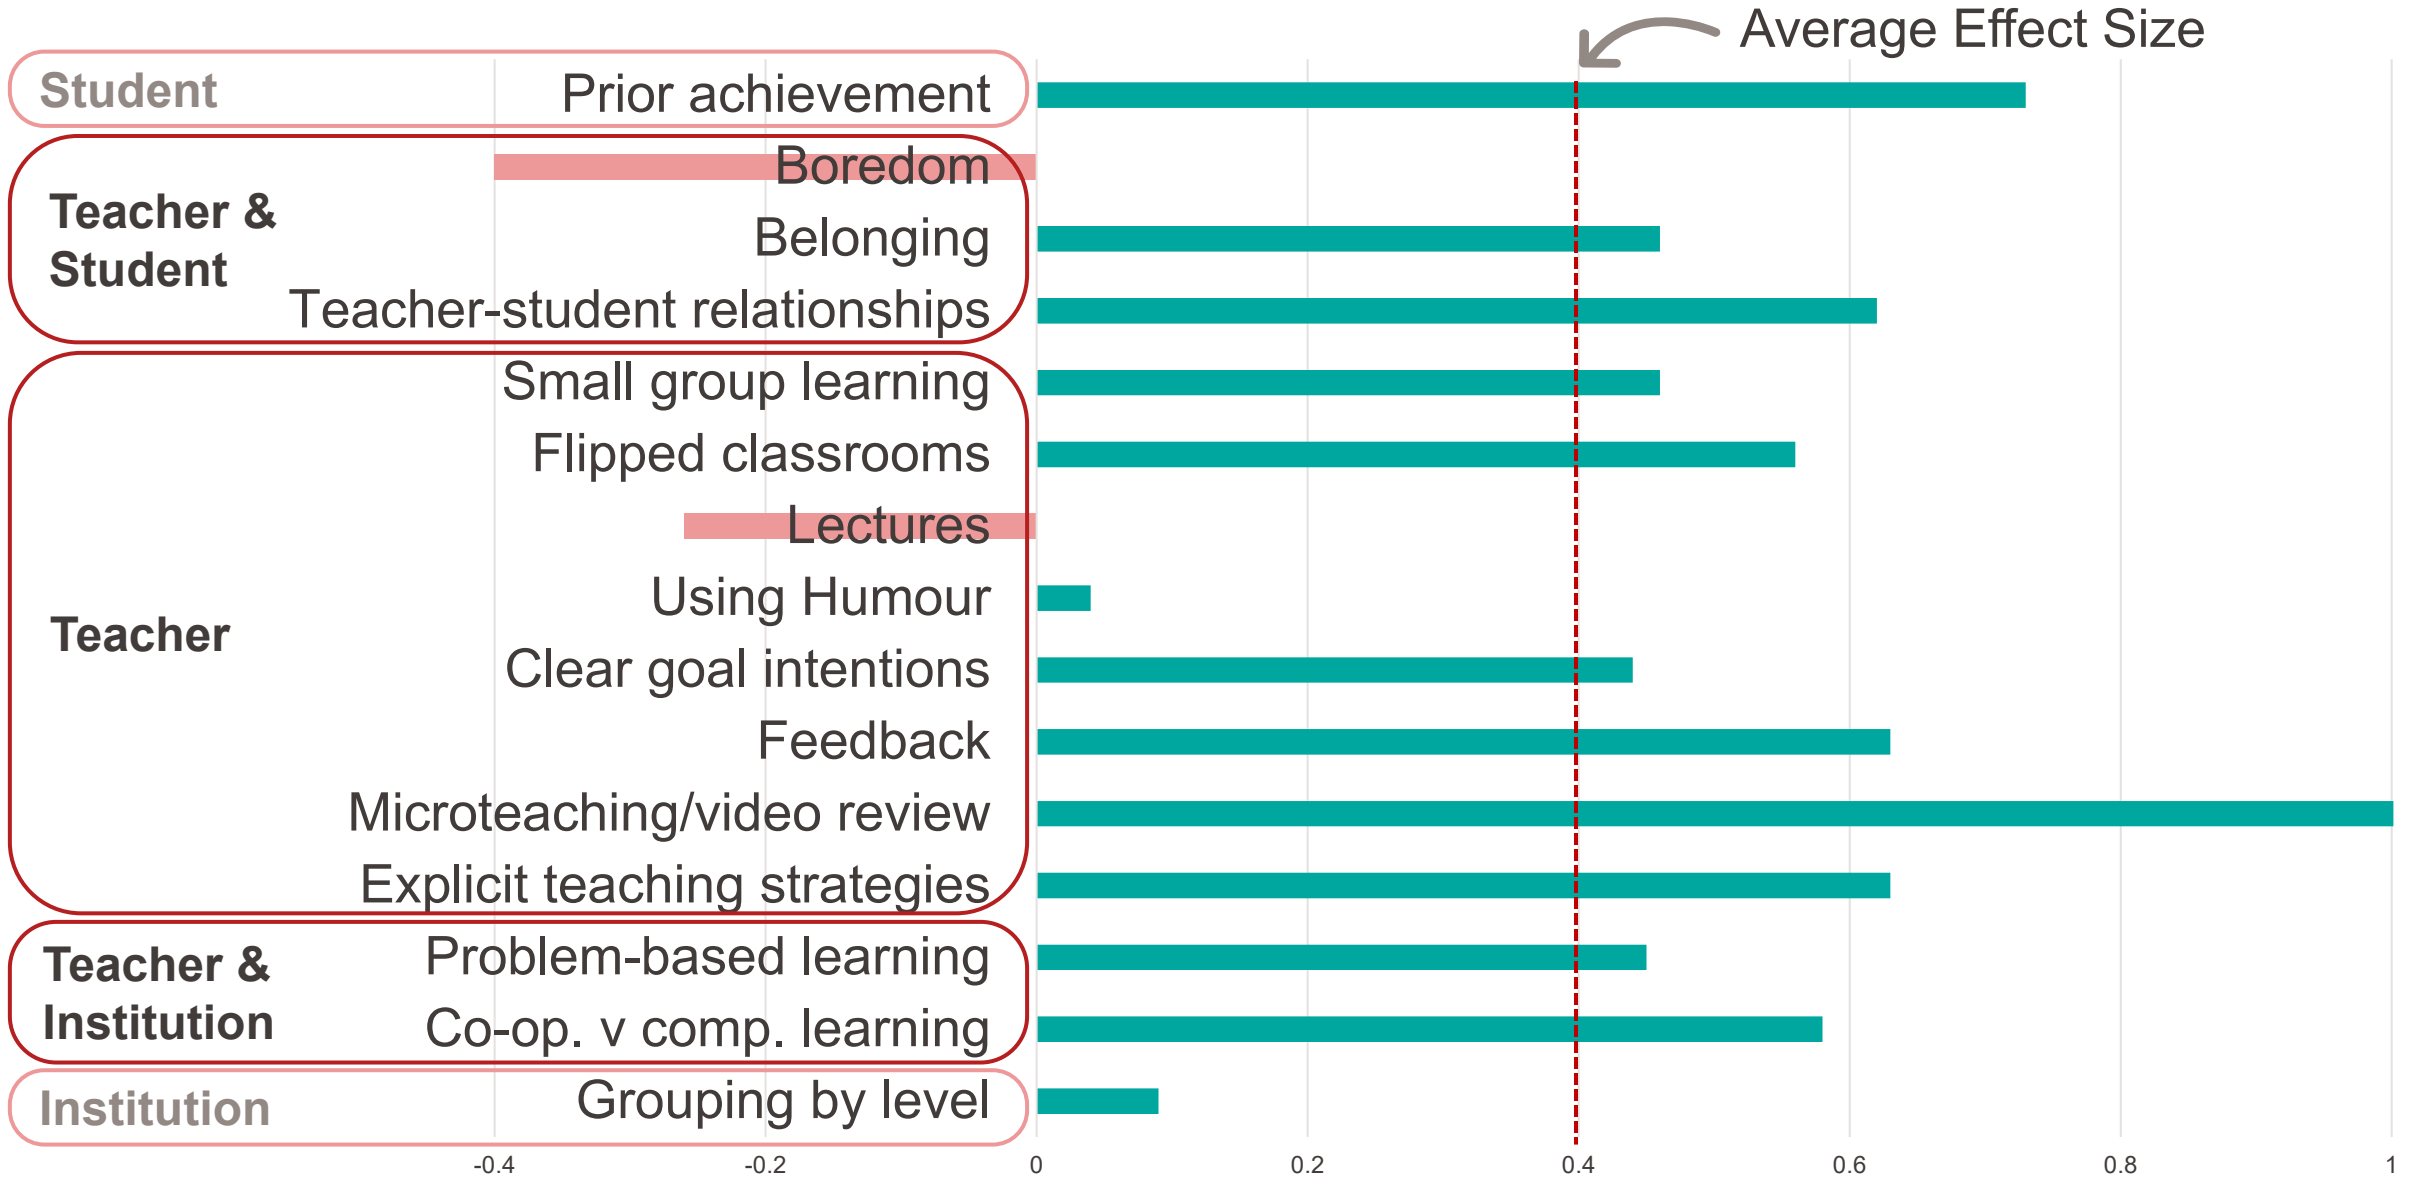 Average Effect Size
Student
Prior achievement
Boredom
Teacher &
Student
Belonging
Teacher-student relationships
Small group learning
Flipped classrooms
Lectures
Using Humour
Teacher
Clear goal intentions
Feedback
Microteaching/video review
Explicit teaching strategies
Teacher &
Institution
Problem-based learning
Co-op. v comp. learning
Institution
Grouping by level
-0.4
-0.2
0
0.2
0.4
0.6
0.8
1